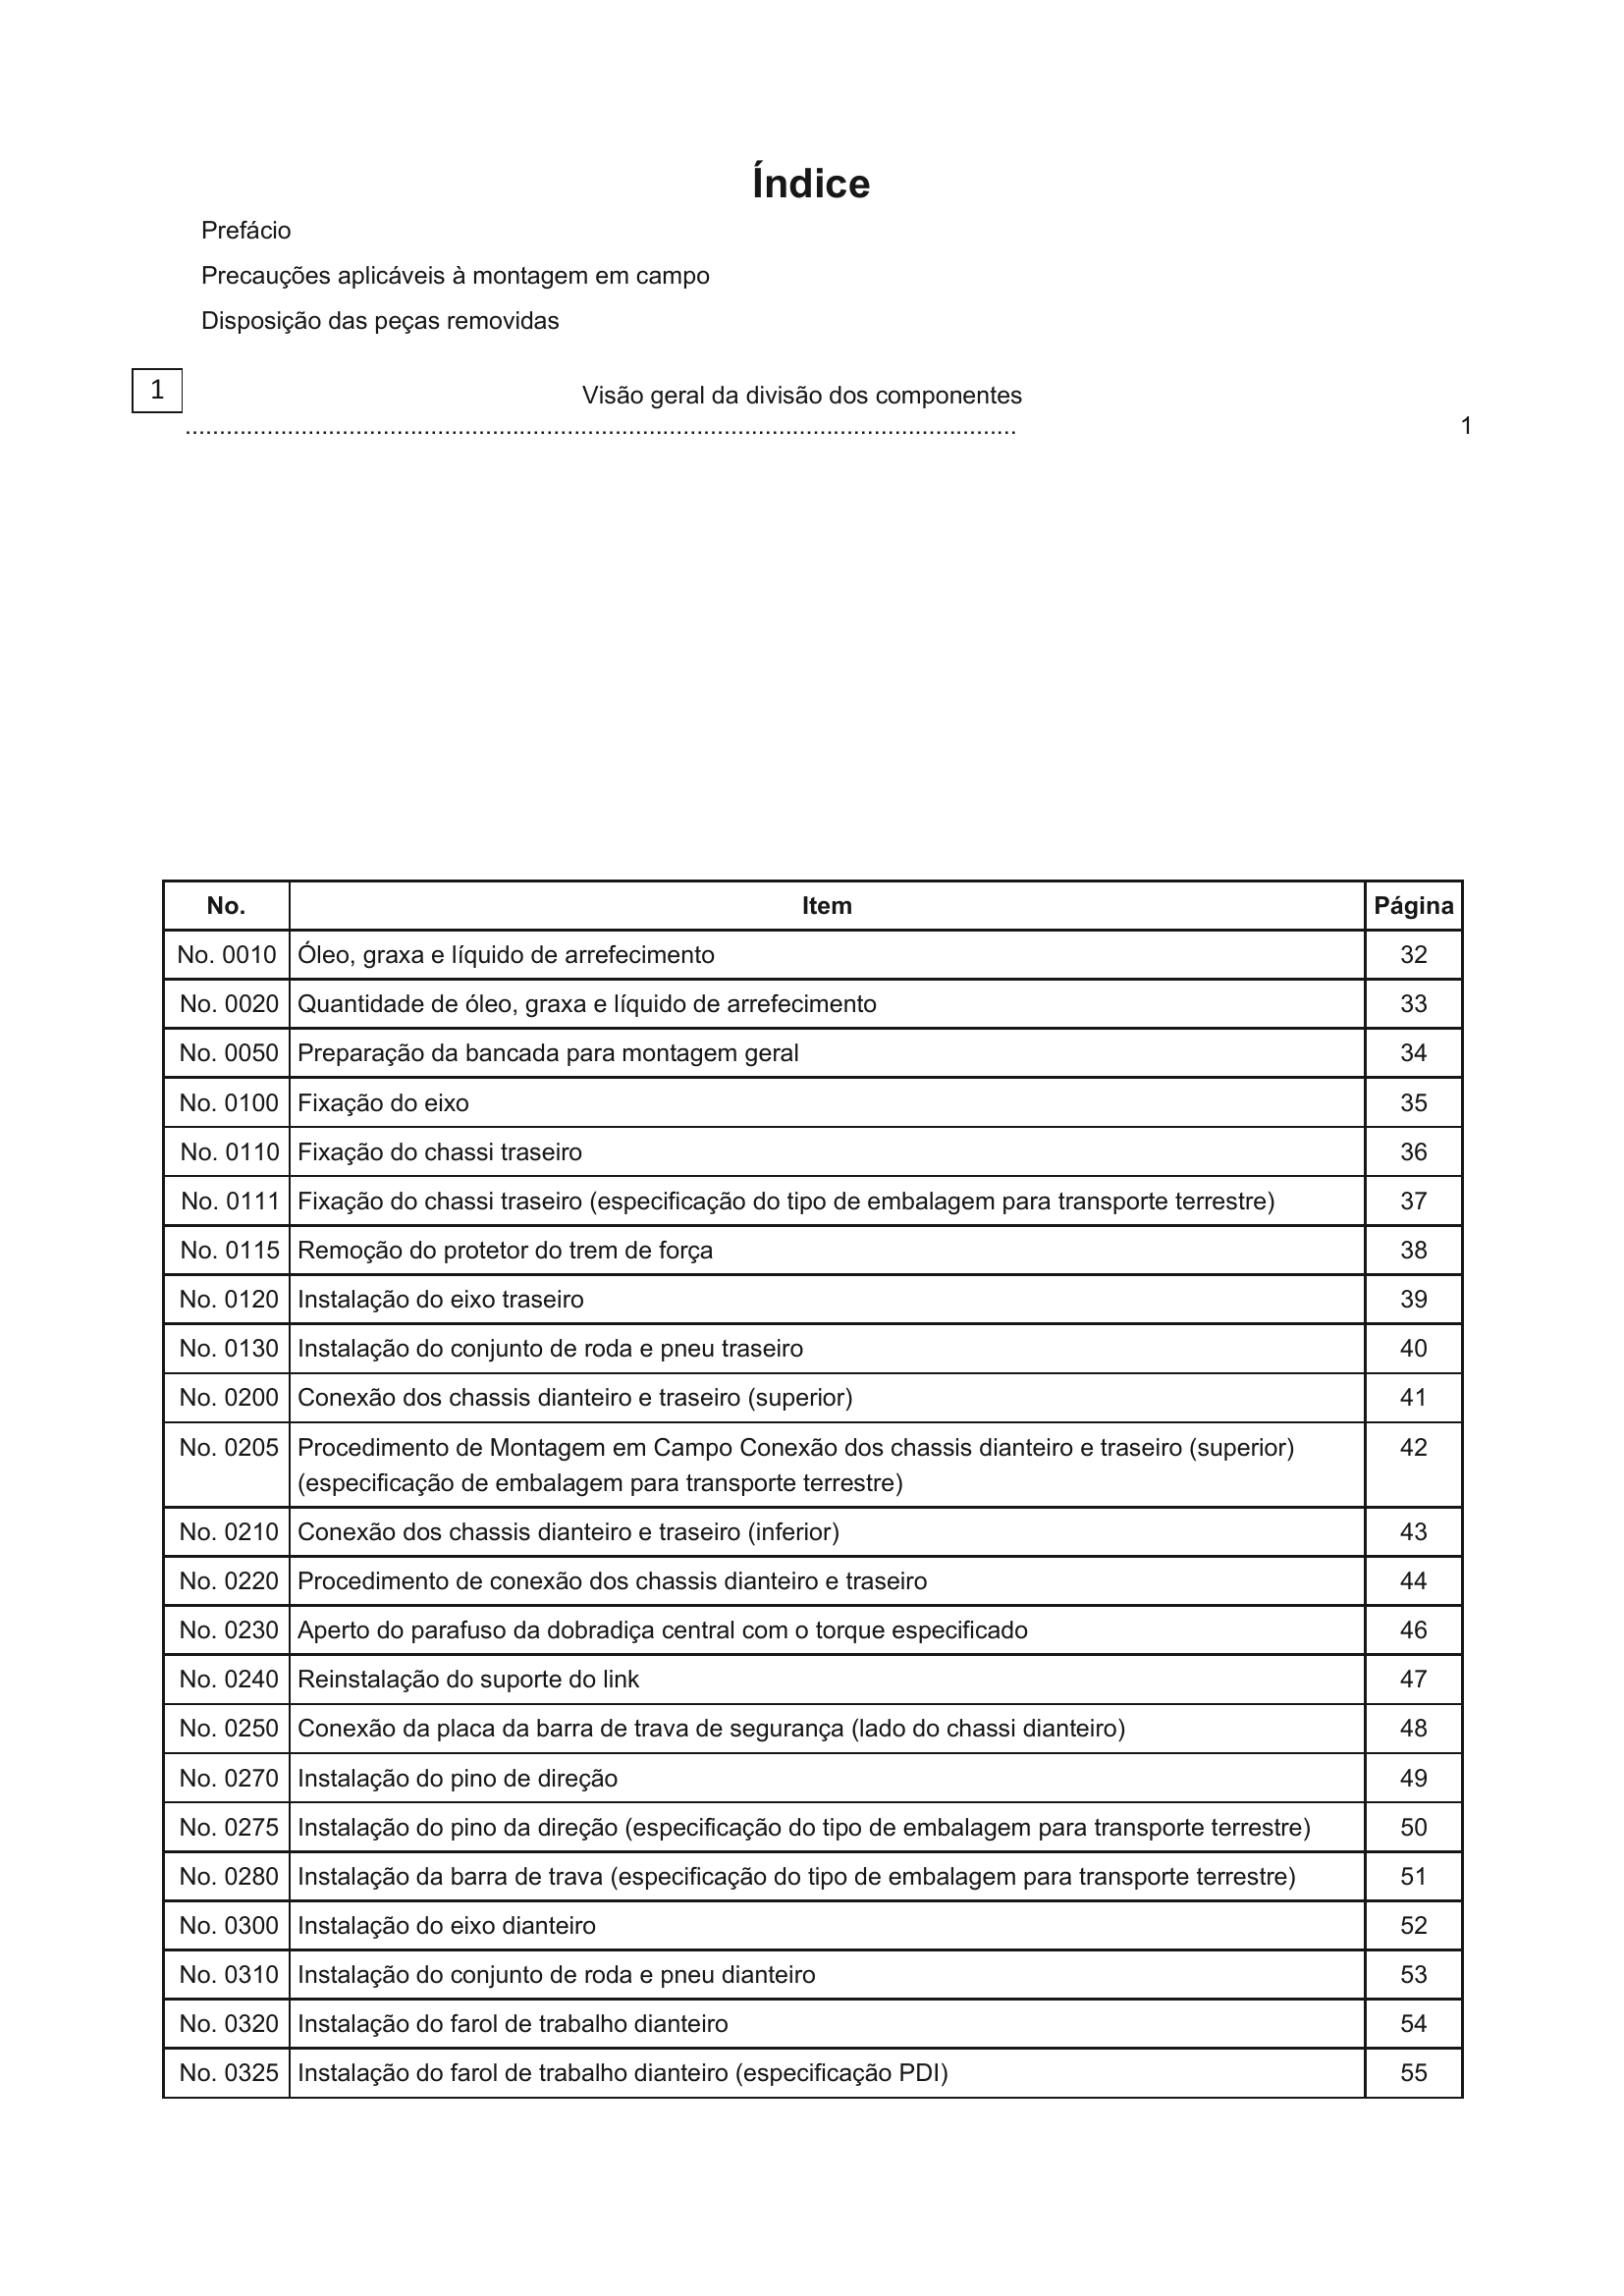 Índice
Prefácio
Precauções aplicáveis à montagem em campo
Disposição das peças removidas
1 Visão geral da divisão dos componentes
.......................................................................................................................... 1
No. Item Página
No. 0010 Óleo, graxa e líquido de arrefecimento 32
No. 0020 Quantidade de óleo, graxa e líquido de arrefecimento 33
No. 0050 Preparação da bancada para montagem geral 34
No. 0100 Fixação do eixo 35
No. 0110 Fixação do chassi traseiro 36
No. 0111 Fixação do chassi traseiro (especificação do tipo de embalagem para transporte terrestre) 37
No. 0115 Remoção do protetor do trem de força 38
No. 0120 Instalação do eixo traseiro 39
No. 0130 Instalação do conjunto de roda e pneu traseiro 40
No. 0200 Conexão dos chassis dianteiro e traseiro (superior) 41
No. 0205 Procedimento de Montagem em Campo Conexão dos chassis dianteiro e traseiro (superior) 42
(especificação de embalagem para transporte terrestre)
No. 0210 Conexão dos chassis dianteiro e traseiro (inferior) 43
No. 0220 Procedimento de conexão dos chassis dianteiro e traseiro 44
No. 0230 Aperto do parafuso da dobradiça central com o torque especificado 46
No. 0240 Reinstalação do suporte do link 47
No. 0250 Conexão da placa da barra de trava de segurança (lado do chassi dianteiro) 48
No. 0270 Instalação do pino de direção 49
No. 0275 Instalação do pino da direção (especificação do tipo de embalagem para transporte terrestre) 50
No. 0280 Instalação da barra de trava (especificação do tipo de embalagem para transporte terrestre) 51
No. 0300 Instalação do eixo dianteiro 52
No. 0310 Instalação do conjunto de roda e pneu dianteiro 53
No. 0320 Instalação do farol de trabalho dianteiro 54
No. 0325 Instalação do farol de trabalho dianteiro (especificação PDI) 55